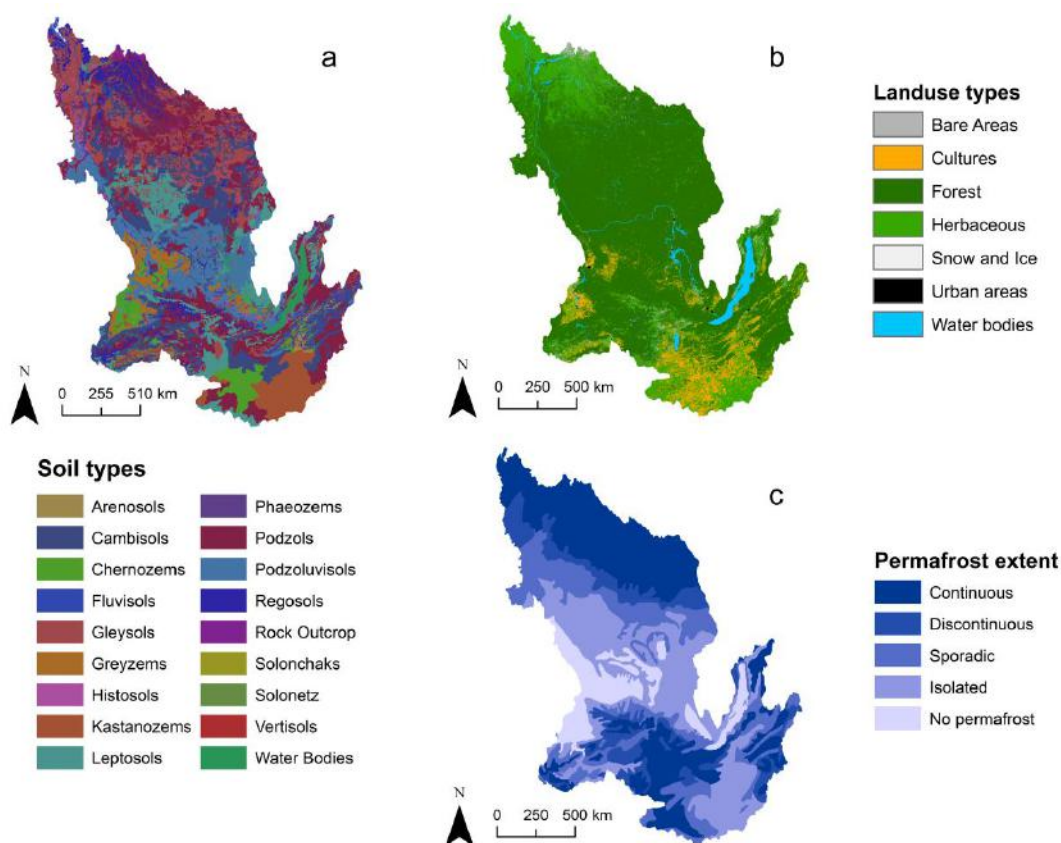 a
N
0 255 510 km
b
N
0 250 500 km
Landuse types
Bare Areas
Cultures
Forest
Herbaceous
Snow and Ice
Urban areas
Water bodies
Soil types
Arenosols
Cambisols
Chernozems
Fluvisols
Gleysols
Greyzems
Histosols
Kastanozems
Leptosols
Phaeozems
Podzols
Podzoluvisols
Regosols
Rock Outcrop
Solonchaks
Solonetz
Vertisols
Water Bodies
c
N
0 250 500 km
Permafrost extent
Continuous
Discontinuous
Sporadic
Isolated
No permafrost